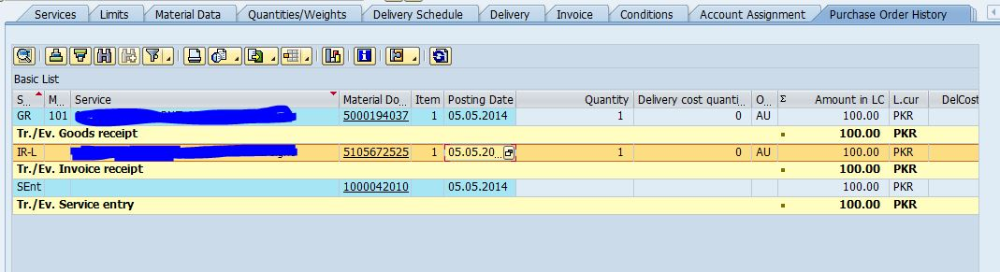 Services Limits Material Data Quantities/Weights Delivery Schedule Delivery Invoice Conditions Account Assignment Purchase Order History
Basic List
S... M... Service Material Do... Item Posting Date Quantity Delivery cost quanti... O... Σ Amount in LC L.cur DelCost
GR 101 5000194037 1 05.05.2014 1 0 AU 100.00 PKR
Tr./Ev. Goods receipt 100.00 PKR
IR-L 5105672525 1 05.05.20... 1 0 AU 100.00 PKR
Tr./Ev. Invoice receipt 100.00 PKR
SEnt 1000042010 05.05.2014 100.00 PKR
Tr./Ev. Service entry 100.00 PKR